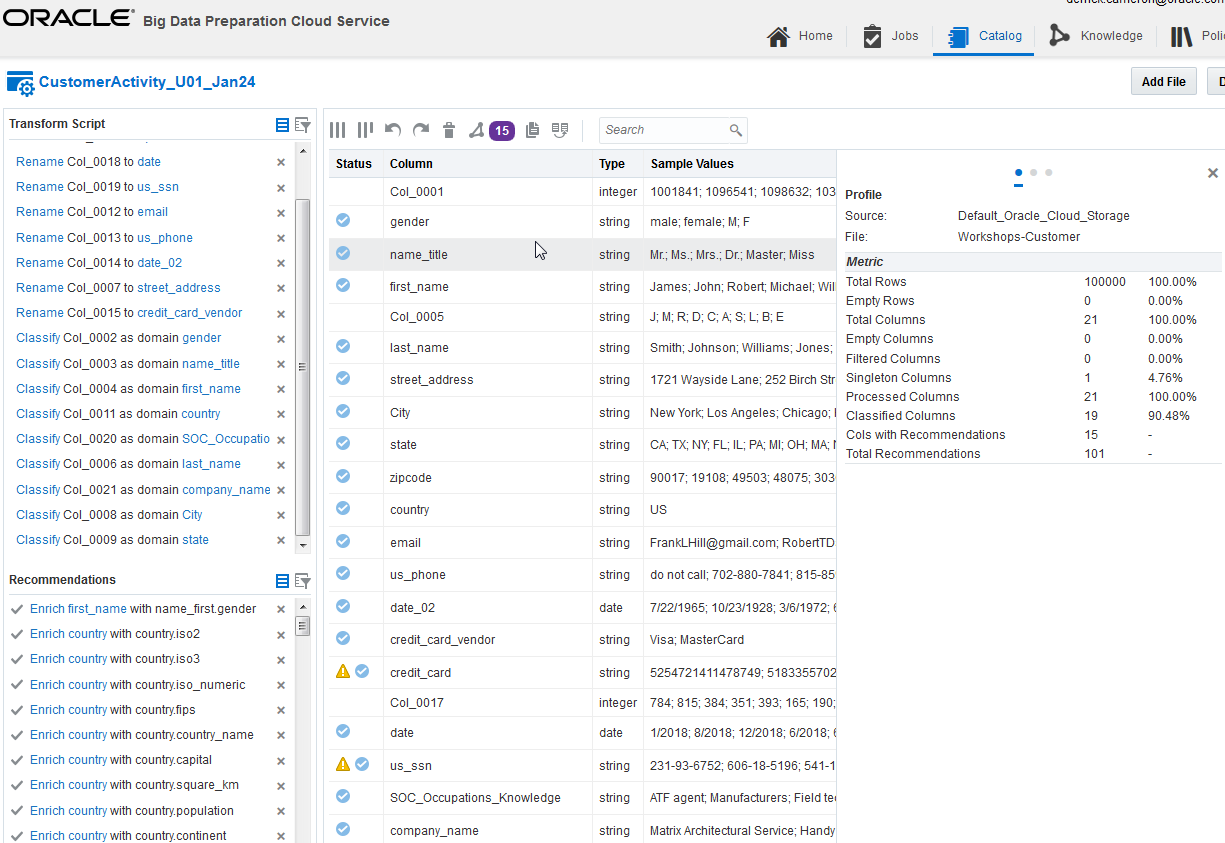 derrick.cameron@oracle.com
ORACLE® Big Data Preparation Cloud Service
Home Jobs Catalog Knowledge
CustomerActivity_U01_Jan24
Add File
Transform Script
Rename Col_0018 to date
Rename Col_0019 to us_ssn
Rename Col_0012 to email
Rename Col_0013 to us_phone
Rename Col_0014 to date_02
Rename Col_0007 to street_address
Rename Col_0015 to credit_card_vendor
Classify Col_0002 as domain gender
Classify Col_0003 as domain name_title
Classify Col_0004 as domain first_name
Classify Col_0011 as domain country
Classify Col_0020 as domain SOC_Occupatio
Classify Col_0006 as domain last_name
Classify Col_0021 as domain company_name
Classify Col_0008 as domain City
Classify Col_0009 as domain state
Recommendations
Enrich first_name with name_first.gender
Enrich country with country.iso2
Enrich country with country.iso3
Enrich country with country.iso_numeric
Enrich country with country.fips
Enrich country with country.country_name
Enrich country with country.capital
Enrich country with country.square_km
Enrich country with country.population
Enrich country with country.continent
15
Search
Status Column Type Sample Values
Col_0001 integer 1001841; 1096541; 1098632; 103
gender string male; female; M; F
name_title string Mr.; Ms.; Mrs.; Dr.; Master; Miss
first_name string James; John; Robert; Michael; Wil
Col_0005 string J; M; R; D; C; A; S; L; B; E
last_name string Smith; Johnson; Williams; Jones;
street_address string 1721 Wayside Lane; 252 Birch Str
City string New York; Los Angeles; Chicago;
state string CA; TX; NY; FL; IL; PA; MI; OH; MA;
zipcode string 90017; 19108; 49503; 48075; 303
country string US
email string FrankLHill@gmail.com; RobertTD
us_phone string do not call; 702-880-7841; 815-85
date_02 date 7/22/1965; 10/23/1928; 3/6/1972;
credit_card_vendor string Visa; MasterCard
credit_card string 5254721411478749; 5183355702
Col_0017 integer 784; 815; 384; 351; 393; 165; 190;
date date 1/2018; 8/2018; 12/2018; 6/2018;
us_ssn string 231-93-6752; 606-18-5196; 541-1
SOC_Occupations_Knowledge string ATF agent; Manufacturers; Field te
company_name string Matrix Architectural Service; Handy
Profile
Source: Default_Oracle_Cloud_Storage
File: Workshops-Customer
Metric
Total Rows 100000 100.00%
Empty Rows 0 0.00%
Total Columns 21 100.00%
Empty Columns 0 0.00%
Filtered Columns 0 0.00%
Singleton Columns 1 4.76%
Processed Columns 21 100.00%
Classified Columns 19 90.48%
Cols with Recommendations 15 -
Total Recommendations 101 -